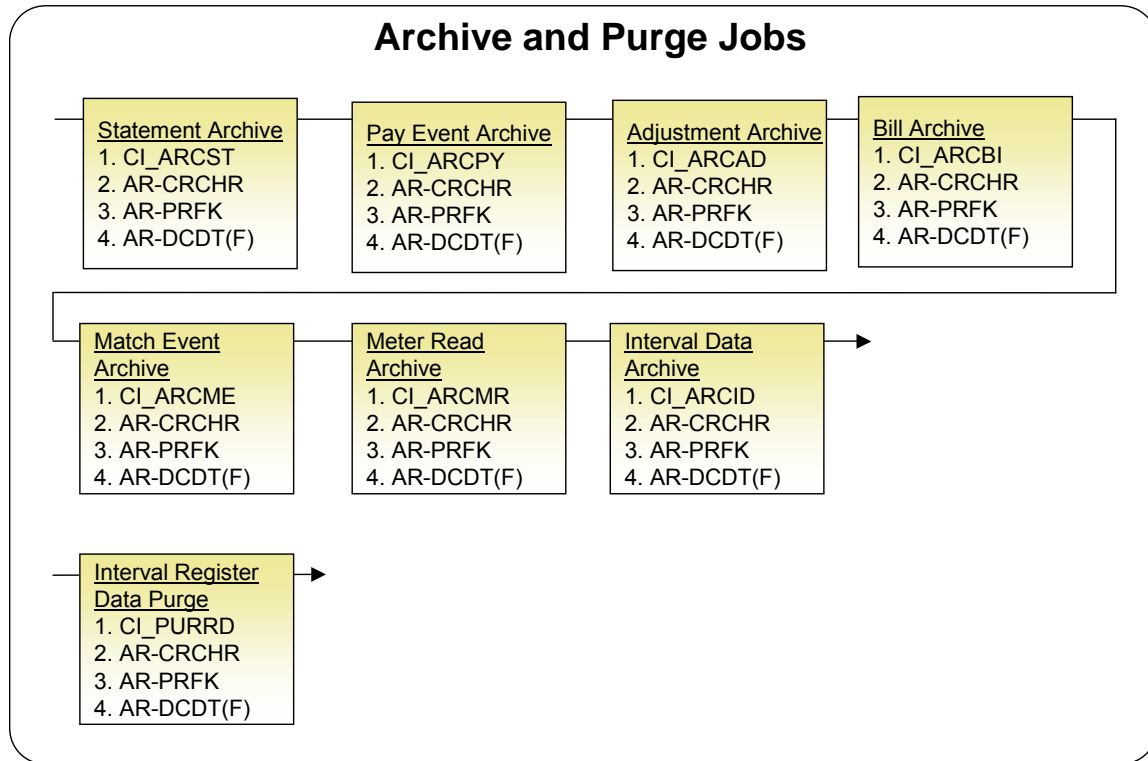 Archive and Purge Jobs
Statement Archive
1. CI_ARCST
2. AR-CRCHR
3. AR-PRFK
4. AR-DCDT(F)
Pay Event Archive
1. CI_ARCPY
2. AR-CRCHR
3. AR-PRFK
4. AR-DCDT(F)
Adjustment Archive
1. CI_ARCAD
2. AR-CRCHR
3. AR-PRFK
4. AR-DCDT(F)
Bill Archive
1. CI_ARCBI
2. AR-CRCHR
3. AR-PRFK
4. AR-DCDT(F)
Match Event
Archive
1. CI_ARCME
2. AR-CRCHR
3. AR-PRFK
4. AR-DCDT(F)
Meter Read
Archive
1. CI_ARCMR
2. AR-CRCHR
3. AR-PRFK
4. AR-DCDT(F)
Interval Data
Archive
1. CI_ARCID
2. AR-CRCHR
3. AR-PRFK
4. AR-DCDT(F)
Interval Register
Data Purge
1. CI_PURRD
2. AR-CRCHR
3. AR-PRFK
4. AR-DCDT(F)